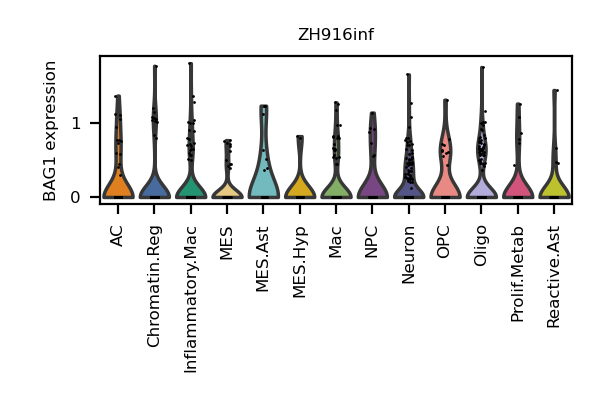 ZH916inf
BAG1 expression
1
0
AC
Chromatin.Reg
Inflammatory.Mac
MES
MES.Ast
MES.Hyp
Mac
NPC
Neuron
OPC
Oligo
Prolif.Metab
Reactive.Ast